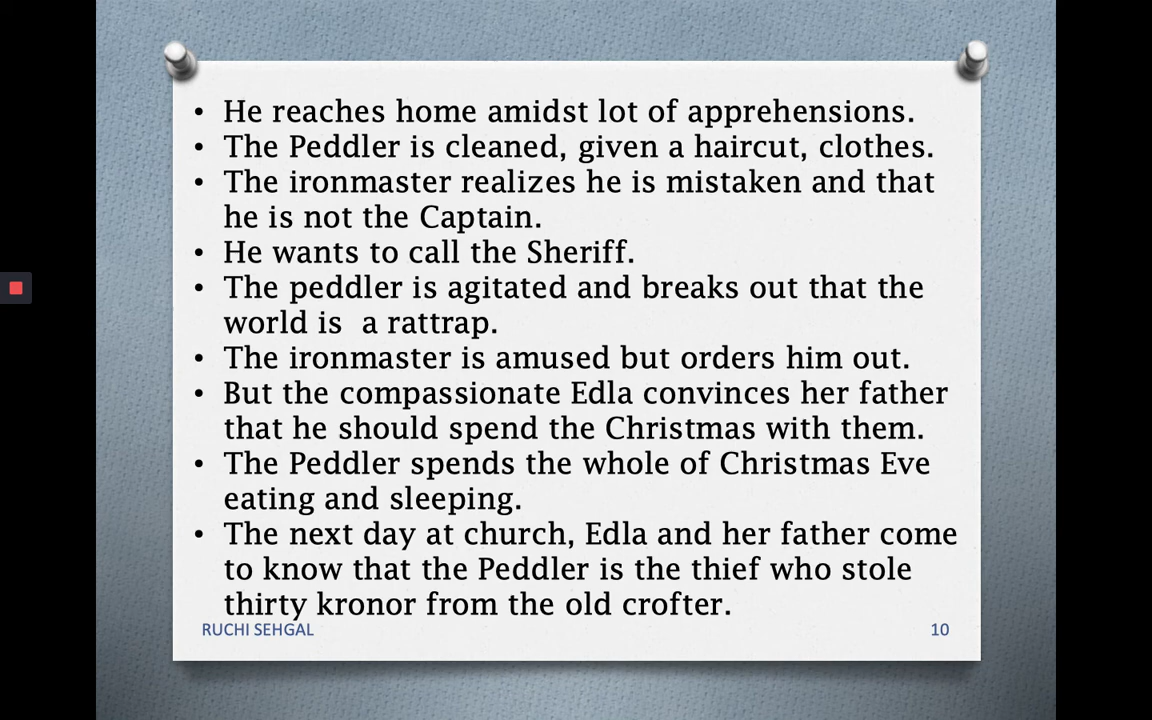 • He reaches home amidst lot of apprehensions.
• The Peddler is cleaned, given a haircut, clothes.
• The ironmaster realizes he is mistaken and that
he is not the Captain.
• He wants to call the Sheriff.
• The peddler is agitated and breaks out that the
world is  a rattrap.
• The ironmaster is amused but orders him out.
• But the compassionate Edla convinces her father
that he should spend the Christmas with them.
• The Peddler spends the whole of Christmas Eve
eating and sleeping.
• The next day at church, Edla and her father come
to know that the Peddler is the thief who stole
thirty kronor from the old crofter.
RUCHI SEHGAL 10